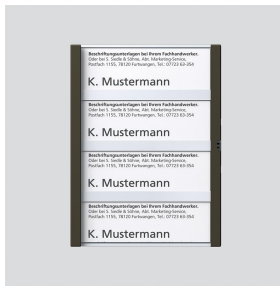 Beschriftungsunterlagen bei Ihrem Fachhandwerker.
Oder bei S. Siedle & Söhne, Abt. Marketing-Service,
Postfach 1155, 78120 Furtwangen, Tel.: 07723 63-354
K. Mustermann
Beschriftungsunterlagen bei Ihrem Fachhandwerker.
Oder bei S. Siedle & Söhne, Abt. Marketing-Service,
Postfach 1155, 78120 Furtwangen, Tel.: 07723 63-354
K. Mustermann
Beschriftungsunterlagen bei Ihrem Fachhandwerker.
Oder bei S. Siedle & Söhne, Abt. Marketing-Service,
Postfach 1155, 78120 Furtwangen, Tel.: 07723 63-354
K. Mustermann
Beschriftungsunterlagen bei Ihrem Fachhandwerker.
Oder bei S. Siedle & Söhne, Abt. Marketing-Service,
Postfach 1155, 78120 Furtwangen, Tel.: 07723 63-354
K. Mustermann